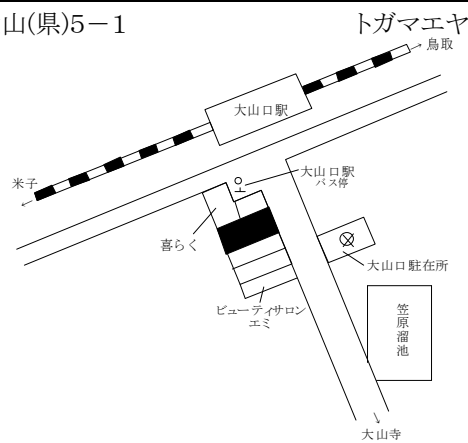 山(県)5－1
トガマエヤ
鳥取
大山口駅
米子
大山口駅
バス停
喜らく
大山口駐在所
ビューティサロン
エミ
笠原溜池
大山寺